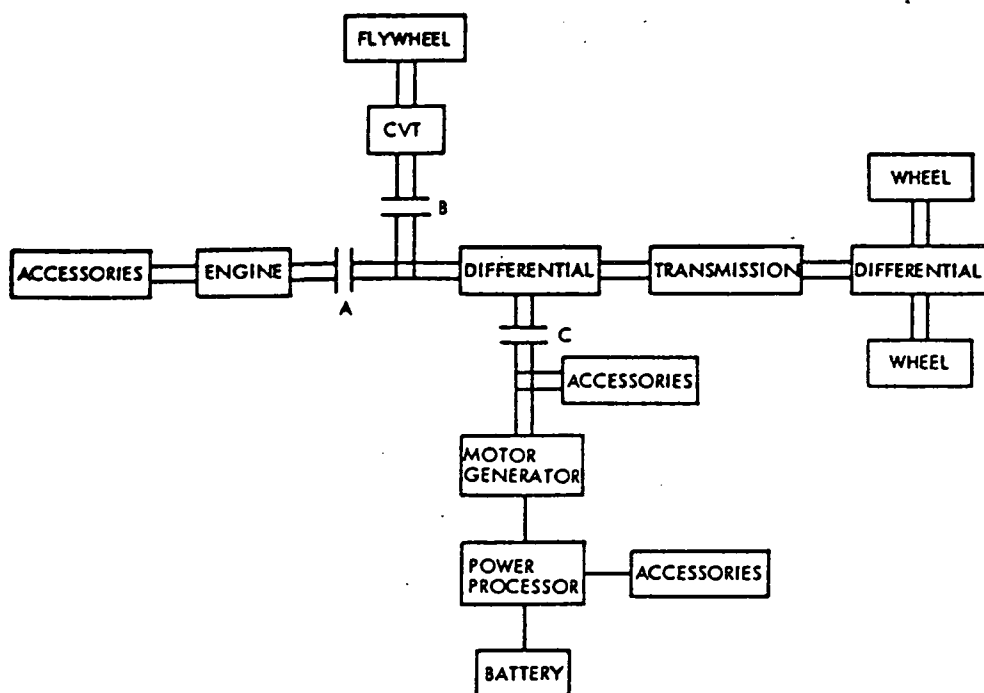 FLYWHEEL
CVT
B
WHEEL
ACCESSORIES
ENGINE
A
DIFFERENTIAL
TRANSMISSION
DIFFERENTIAL
C
ACCESSORIES
WHEEL
MOTOR
GENERATOR
POWER
PROCESSOR
ACCESSORIES
BATTERY